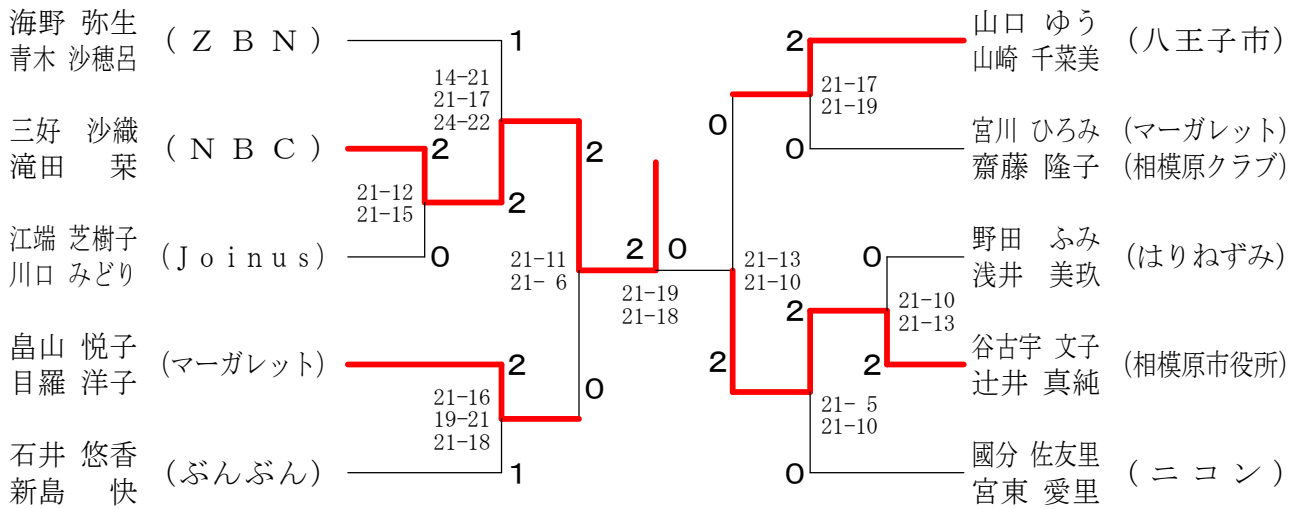 海野 弥生
青木 沙穂呂
(ZBN)
1
14-21
21-17
24-22
三好 沙織
滝田 栞
(NBC)
2
21-12
21-15
2
2
江端 芝樹子
川口 みどり
(Joinus)
0
21-11
21- 6
畠山 悦子
目羅 洋子
(マーガレット)
2
21-16
19-21
21-18
0
石井 悠香
新島 快
(ぶんぶん)
1
2
0
21-19
21-18
2
山口 ゆう
山崎 千菜美
(八王子市)
21-17
21-19
0
0
宮川 ひろみ (マーガレット)
齋藤 隆子 (相模原クラブ)
21-13
21-10
0
野田 ふみ
浅井 美玖
(はりねずみ)
21-10
21-13
2
2
2
谷古宇 文子
辻井 真純
(相模原市役所)
21- 5
21-10
0
國分 佐友里
宮東 愛里
(ニコン)